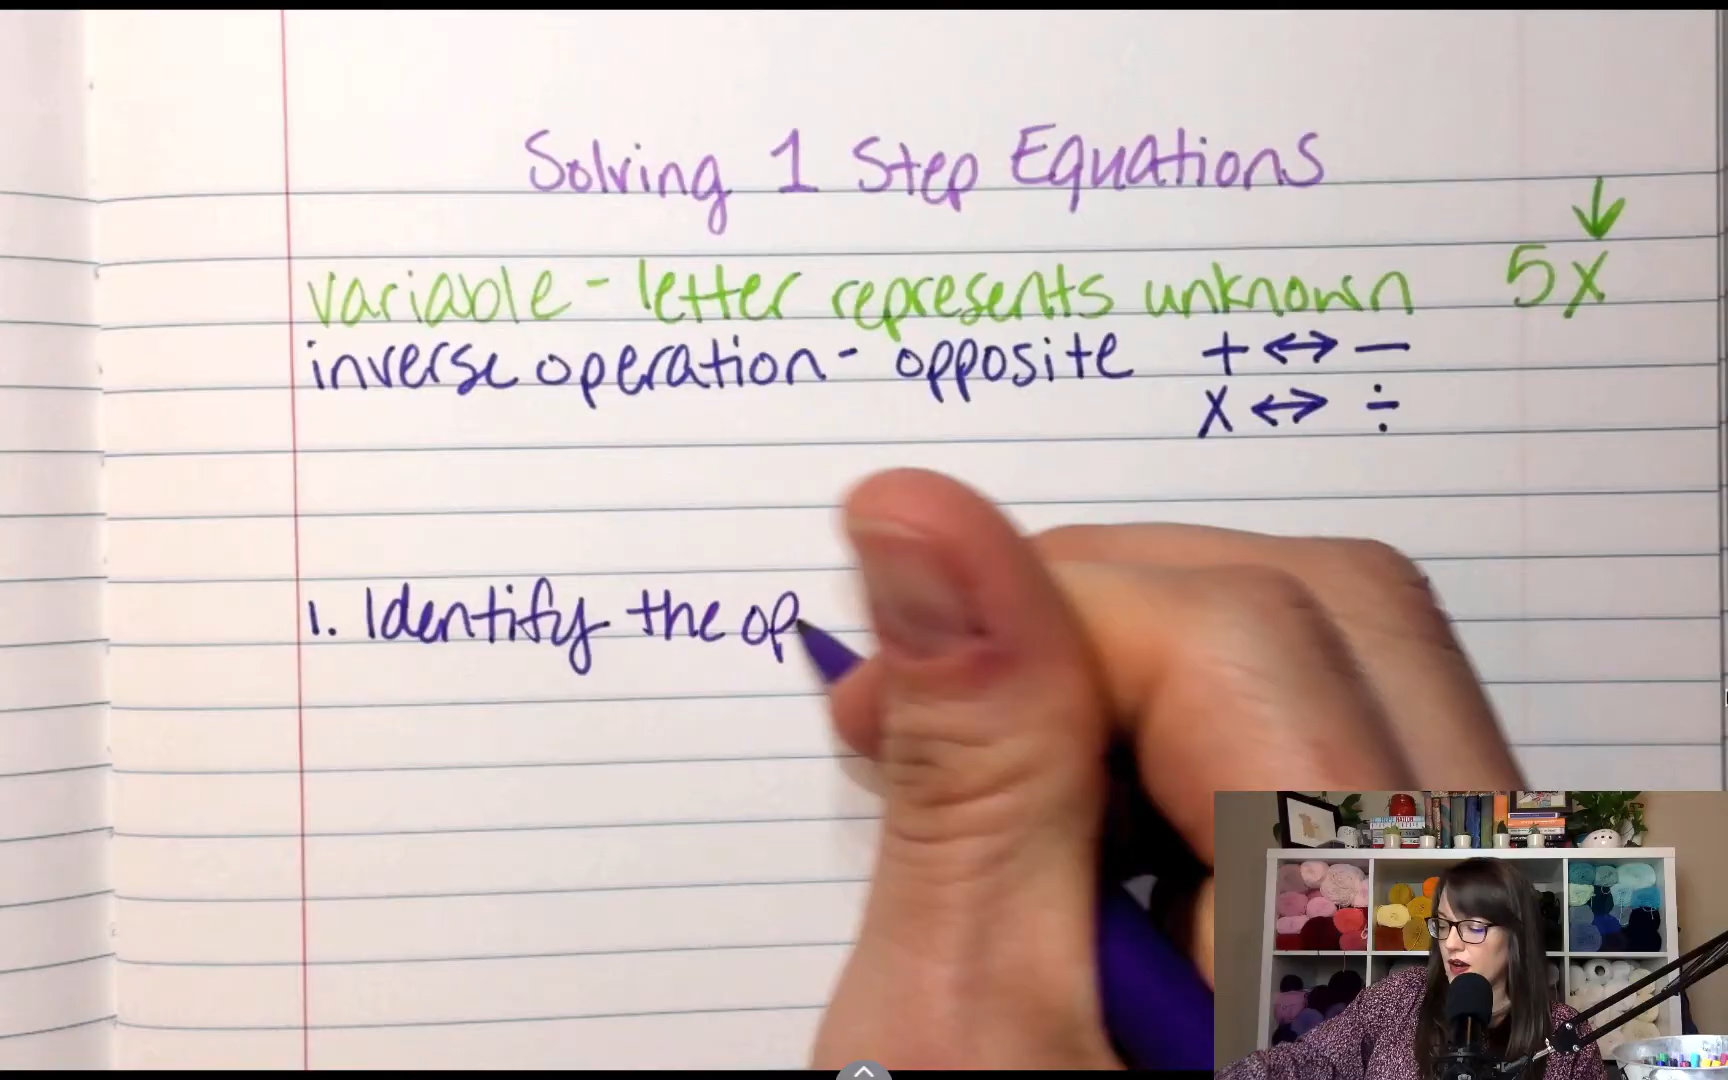 Solving 1 Step Equations
variable - letter represents unknown 5x
inverse operation - opposite + ↔ −
x ↔ ÷
1. Identify the op